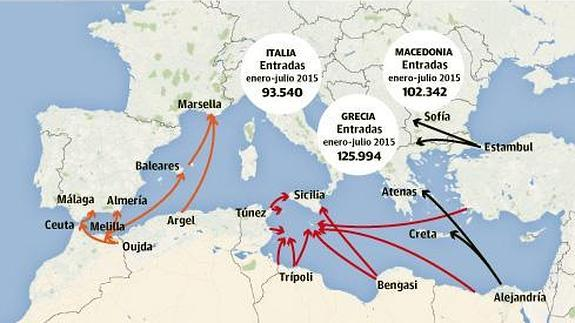 ITALIA
Entradas
enero-julio 2015
93.540
MACEDONIA
Entradas
enero-julio 2015
102.342
GRECIA
Entradas
enero-julio 2015
125.994
Marsella
Sofía
Estambul
Baleares
Málaga
Almería
Sicilia
Atenas
Ceuta
Melilla
Argel
Túnez
Creta
Oujda
Trípoli
Bengasi
Alejandría